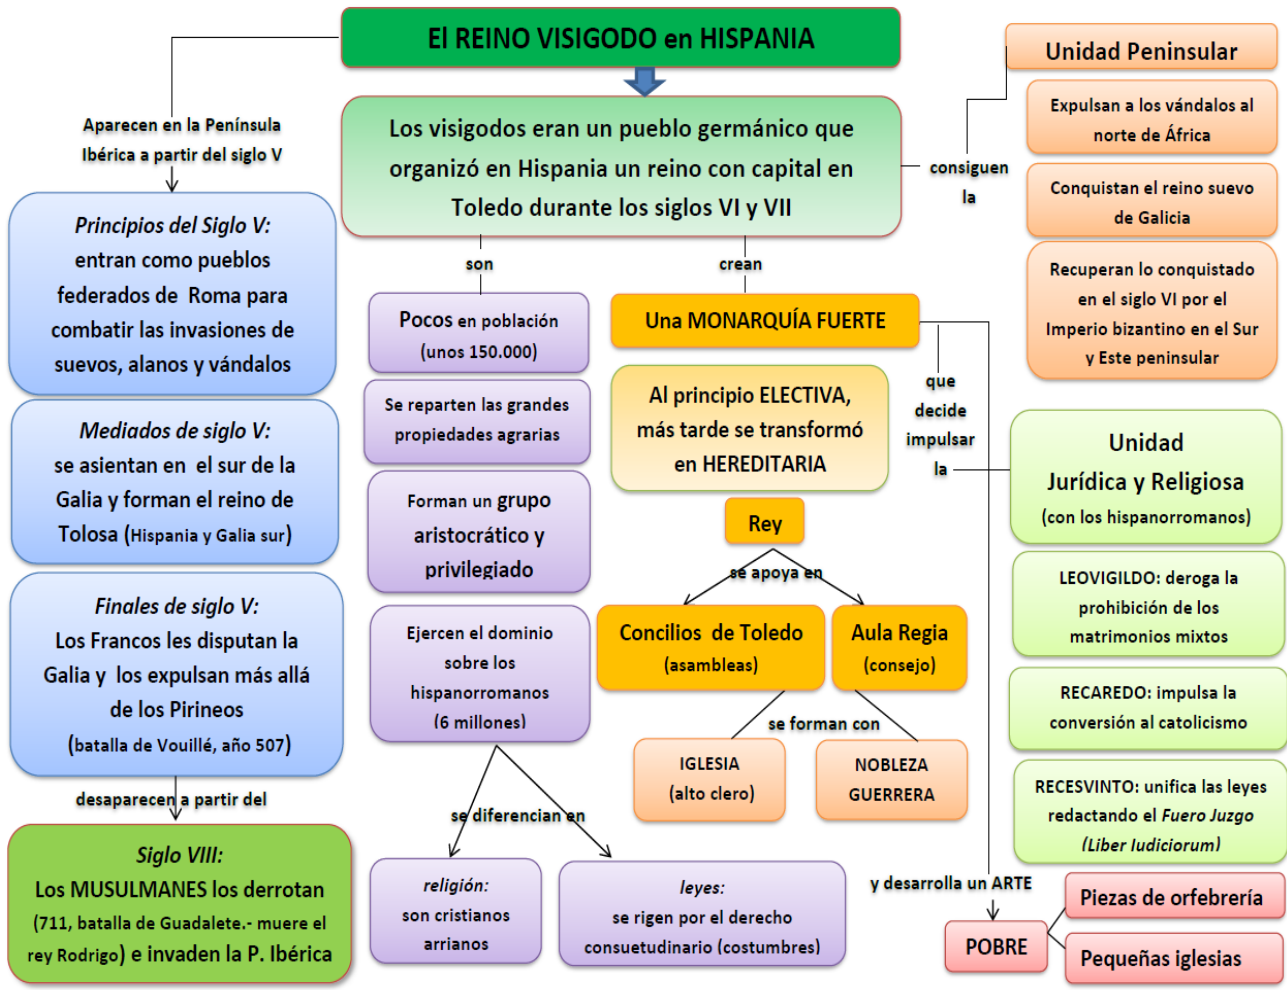 El REINO VISIGODO en HISPANIA
Aparecen en la Península
Ibérica a partir del siglo V
Principios del Siglo V:
entran como pueblos
federados de Roma para
combatir las invasiones de
suevos, alanos y vándalos
Mediados de siglo V:
se asientan en el sur de la
Galia y forman el reino de
Tolosa (Hispania y Galia sur)
Finales de siglo V:
Los Francos les disputan la
Galia y los expulsan más allá
de los Pirineos
(batalla de Vouillé, año 507)
desaparecen a partir del
Siglo VIII:
Los MUSULMANES los derrotan
(711, batalla de Guadalete.- muere el
rey Rodrigo) e invaden la P. Ibérica
Los visigodos eran un pueblo germánico que
organizó en Hispania un reino con capital en
Toledo durante los siglos VI y VII
son
Pocos en población
(unos 150.000)
Se reparten las grandes
propiedades agrarias
Forman un grupo
aristocrático y
privilegiado
Ejercen el dominio
sobre los
hispanorromanos
(6 millones)
se diferencian en
religión:
son cristianos
arrianos
leyes:
se rigen por el derecho
consuetudinario (costumbres)
crean
Una MONARQUÍA FUERTE
Al principio ELECTIVA,
más tarde se transformó
en HEREDITARIA
Rey
se apoya en
Concilios de Toledo
(asambleas)
Aula Regia
(consejo)
se forman con
IGLESIA
(alto clero)
NOBLEZA
GUERRERA
consiguen
la
Unidad Peninsular
Expulsan a los vándalos al
norte de África
Conquistan el reino suevo
de Galicia
Recuperan lo conquistado
en el siglo VI por el
Imperio bizantino en el Sur
y Este peninsular
que
decide
impulsar
la
Unidad
Jurídica y Religiosa
(con los hispanorromanos)
LEOVIGILDO: deroga la
prohibición de los
matrimonios mixtos
RECAREDO: impulsa la
conversión al catolicismo
RECESVINTO: unifica las leyes
redactando el Fuero Juzgo
(Liber Iudiciorum)
y desarrolla un ARTE
POBRE
Piezas de orfebrería
Pequeñas iglesias